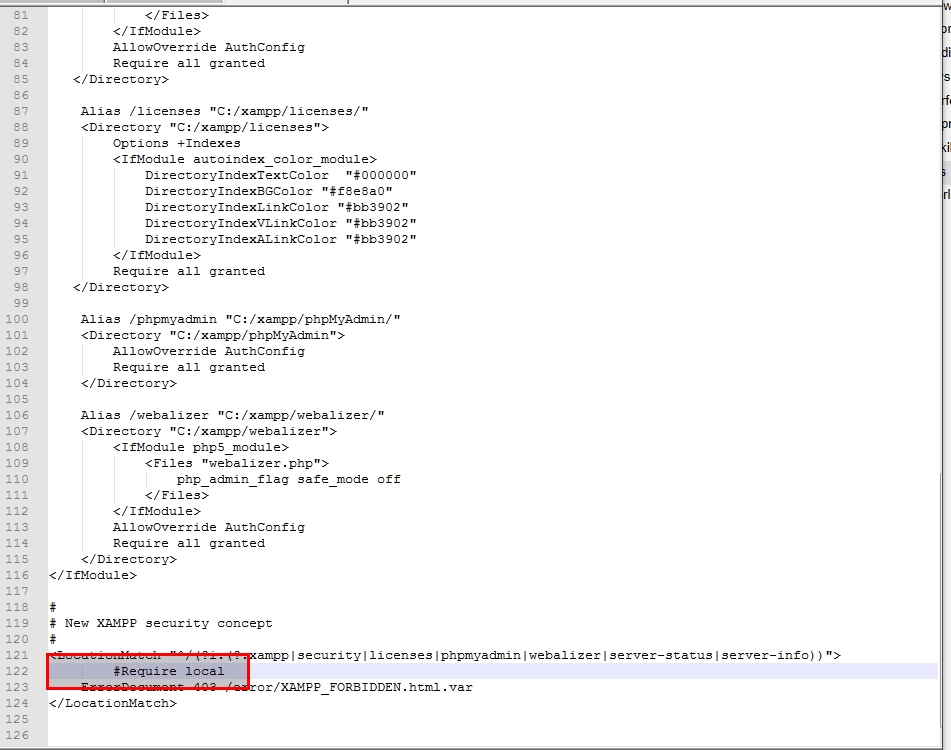 81 </Files>
82 </IfModule>
83 AllowOverride AuthConfig
84 Require all granted
85 </Directory>
86
87 Alias /licenses "C:/xampp/licenses/"
88 <Directory "C:/xampp/licenses">
89 Options +Indexes
90 <IfModule autoindex_color_module>
91 DirectoryIndexTextColor  "#000000"
92 DirectoryIndexBGColor "#f8e8a0"
93 DirectoryIndexLinkColor "#bb3902"
94 DirectoryIndexVLinkColor "#bb3902"
95 DirectoryIndexALinkColor "#bb3902"
96 </IfModule>
97 Require all granted
98 </Directory>
99
100 Alias /phpmyadmin "C:/xampp/phpMyAdmin/"
101 <Directory "C:/xampp/phpMyAdmin">
102 AllowOverride AuthConfig
103 Require all granted
104 </Directory>
105
106 Alias /webalizer "C:/xampp/webalizer/"
107 <Directory "C:/xampp/webalizer">
108 <IfModule php5_module>
109 <Files "webalizer.php">
110 php_admin_flag safe_mode off
111 </Files>
112 </IfModule>
113 AllowOverride AuthConfig
114 Require all granted
115 </Directory>
116 </IfModule>
117
118 #
119 # New XAMPP security concept
120 #
121 <LocationMatch "^/(?i:(?:xampp|security|licenses|phpmyadmin|webalizer|server-status|server-info))">
122 #Require local
123 ErrorDocument 403 /error/XAMPP_FORBIDDEN.html.var
124 </LocationMatch>
125
126